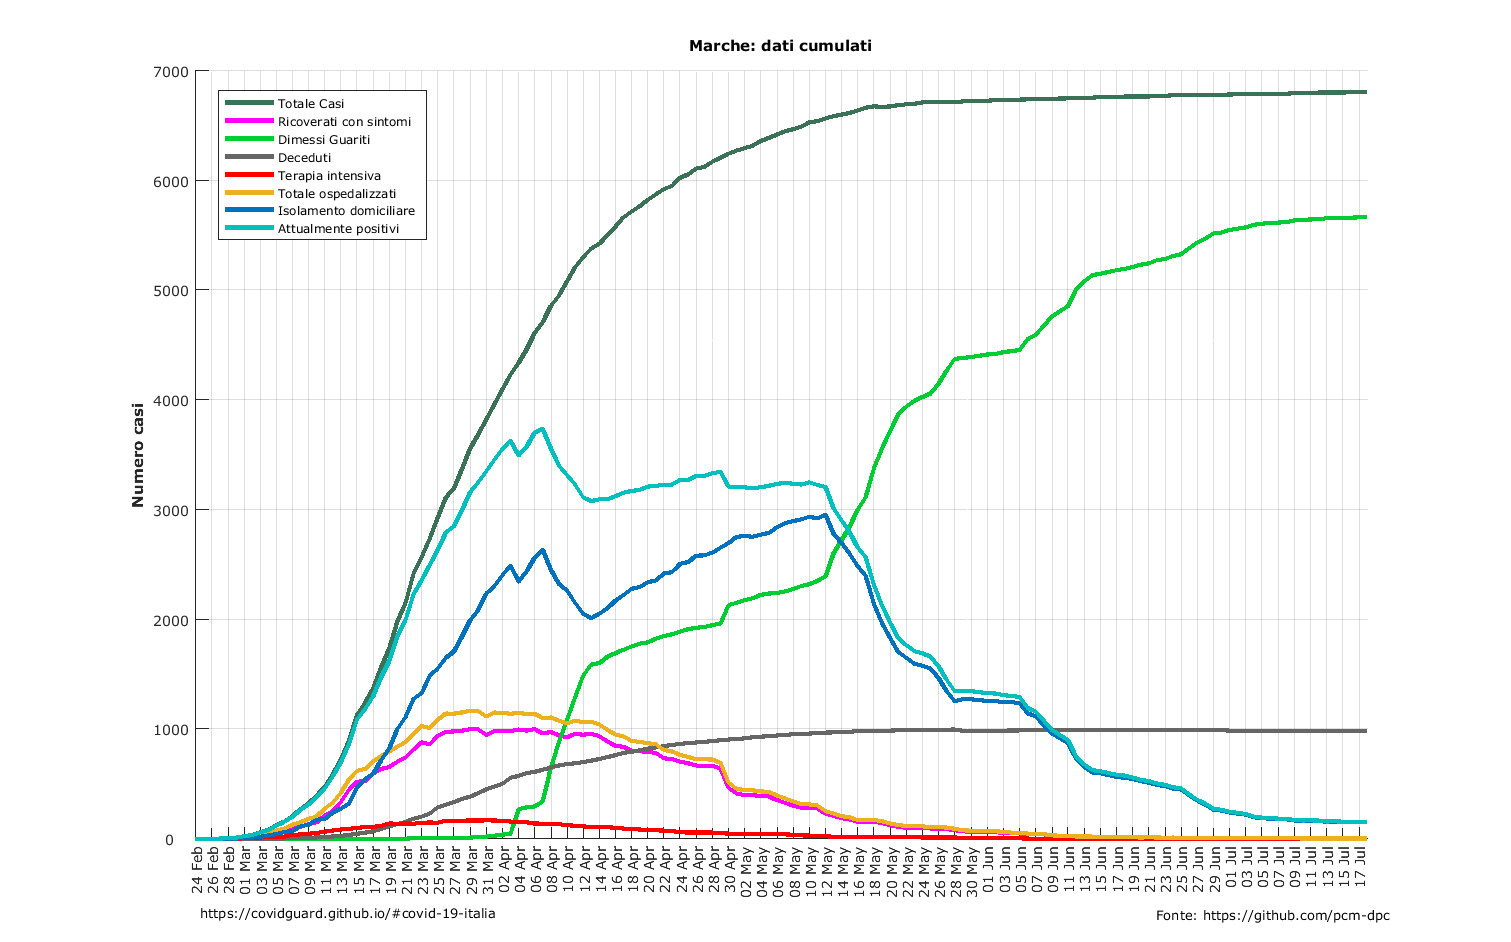 Marche: dati cumulati
Numero casi
7000
6000
5000
4000
3000
2000
1000
0
Totale Casi
Ricoverati con sintomi
Dimessi Guariti
Deceduti
Terapia intensiva
Totale ospedalizzati
Isolamento domiciliare
Attualmente positivi
24 Feb
26 Feb
28 Feb
01 Mar
03 Mar
05 Mar
07 Mar
09 Mar
11 Mar
13 Mar
15 Mar
17 Mar
19 Mar
21 Mar
23 Mar
25 Mar
27 Mar
29 Mar
31 Mar
02 Apr
04 Apr
06 Apr
08 Apr
10 Apr
12 Apr
14 Apr
16 Apr
18 Apr
20 Apr
22 Apr
24 Apr
26 Apr
28 Apr
30 Apr
02 May
04 May
06 May
08 May
10 May
12 May
14 May
16 May
18 May
20 May
22 May
24 May
26 May
28 May
30 May
01 Jun
03 Jun
05 Jun
07 Jun
09 Jun
11 Jun
13 Jun
15 Jun
17 Jun
19 Jun
21 Jun
23 Jun
25 Jun
27 Jun
29 Jun
01 Jul
03 Jul
05 Jul
07 Jul
09 Jul
11 Jul
13 Jul
15 Jul
17 Jul
https://covidguard.github.io/#covid-19-italia
Fonte: https://github.com/pcm-dpc